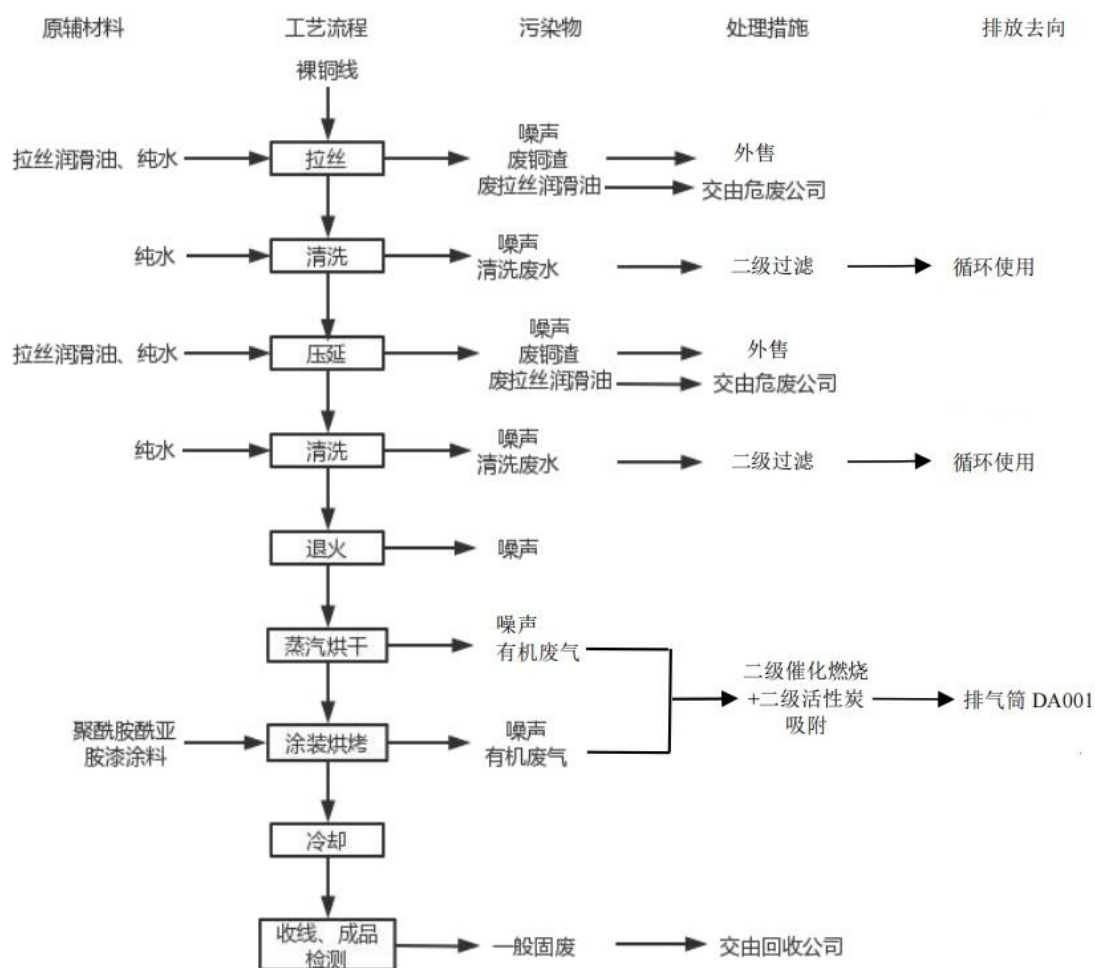 原辅材料 工艺流程 污染物 处理措施 排放去向
裸铜线
拉丝润滑油、纯水 拉丝 噪声
废铜渣 外售
废拉丝润滑油 交由危废公司
纯水 清洗 噪声
清洗废水 二级过滤 循环使用
拉丝润滑油、纯水 压延 噪声
废铜渣 外售
废拉丝润滑油 交由危废公司
纯水 清洗 噪声
清洗废水 二级过滤 循环使用
退火 噪声
蒸汽烘干 噪声
有机废气
二级催化燃烧
+二级活性炭
吸附
排气筒 DA001
聚酰胺酰亚
胺漆涂料
涂装烘烤 噪声
有机废气
冷却
收线、成品
检测
一般固废 交由回收公司